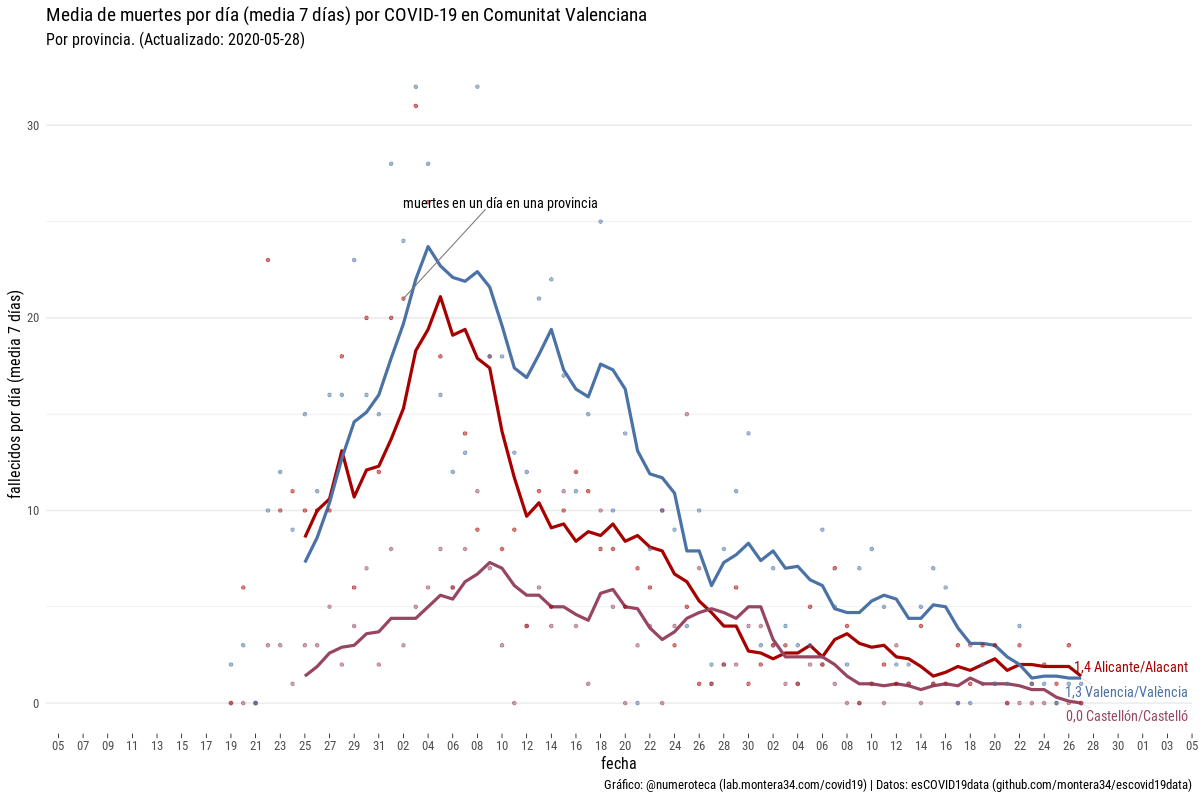 Media de muertes por día (media 7 días) por COVID-19 en Comunitat Valenciana
Por provincia. (Actualizado: 2020-05-28)
fallecidos por día (media 7 días)
30
20
10
0
muertes en un día en una provincia
1,4 Alicante/Alacant
1,3 Valencia/València
0,0 Castellón/Castelló
05 07 09 11 13 15 17 19 21 23 25 27 29 31 02 04 06 08 10 12 14 16 18 20 22 24 26 28 30 02 04 06 08 10 12 14 16 18 20 22 24 26 28 30 01 03 05
fecha
Gráfico: @numeroteca (lab.montera34.com/covid19) | Datos: esCOVID19data (github.com/montera34/escovid19data)